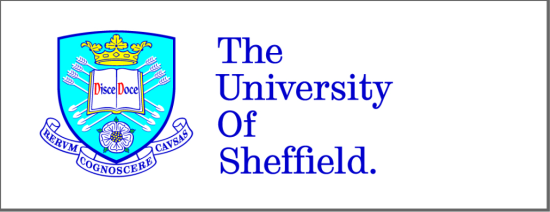 Disce Doce
RERVM COGNOSCERE CAVSAS
The
University
Of
Sheffield.